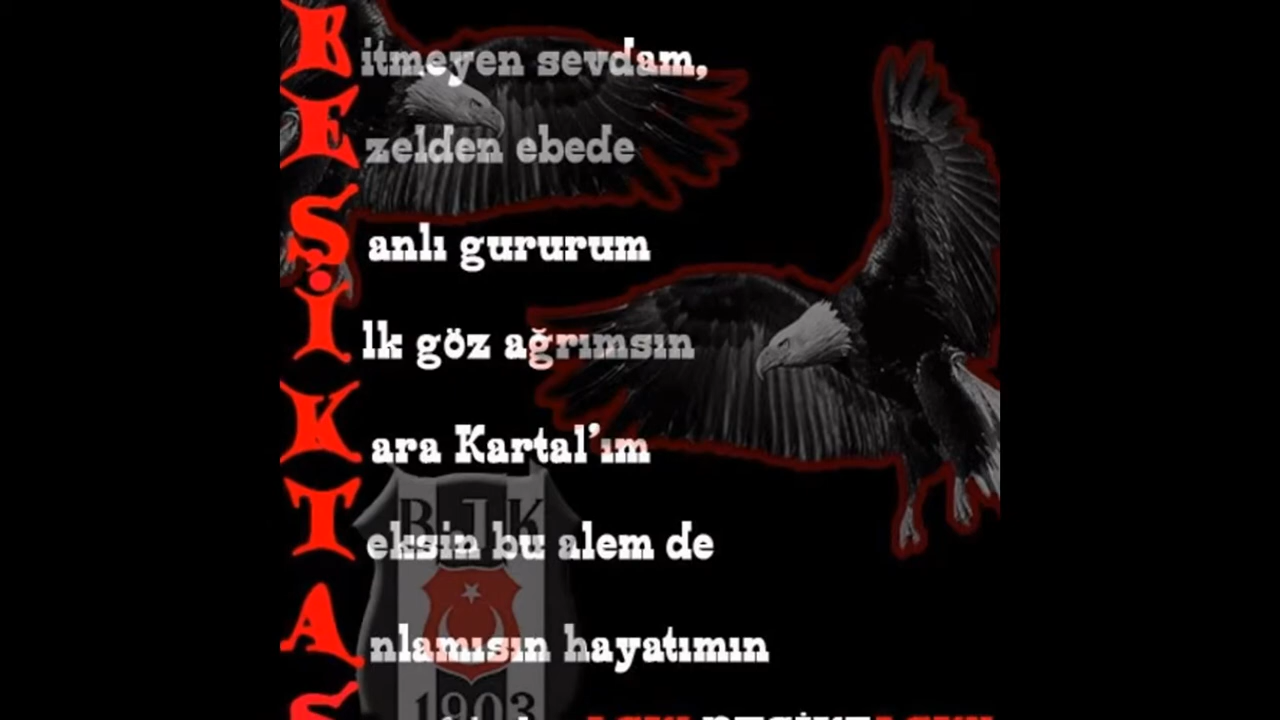 Bitmeyen sevdam,
Ezelden ebede
Şanlı gururum
İlk göz ağrımsın
Kara Kartal'ım
BJK
Teksin bu alem de
Anlamısın hayatımın
1903